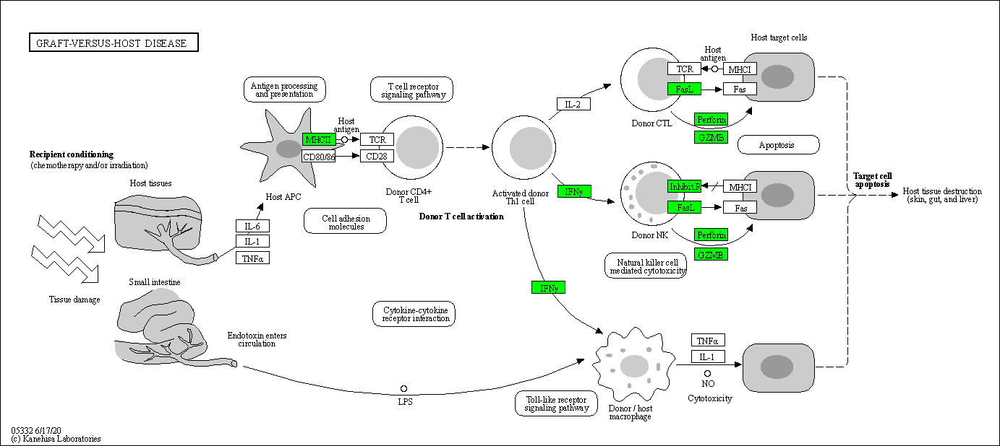 GRAFT-VERSUS-HOST DISEASE
Antigen processing
and presentation
T cell receptor
signaling pathway
Host
antigen
MHCII
TCR
CD80/86
CD28
Host APC
Donor CD4+
T cell
Recipient conditioning
(chemotherapy and/or irradiation)
Host tissues
IL-6
IL-1
TNFα
Cell adhesion
molecules
Donor T cell activation
Activated donor
Th1 cell
IL-2
IFNγ
IFNγ
Host target cells
Host
antigen
TCR
MHCI
FasL
Fas
Donor CTL
Perforin
GZMB
Apoptosis
Inhibit.R
MHCI
FasL
Fas
Donor NK
Perforin
GZMB
Natural killer cell
mediated cytotoxicity
Target cell
apoptosis
Host tissue destruction
(skin, gut, and liver)
Tissue damage
Small intestine
Endotoxin enters
circulation
Cytokine-cytokine
receptor interaction
LPS
Toll-like receptor
signaling pathway
Donor / host
macrophage
TNFα
IL-1
NO
Cytotoxicity
05332 6/17/20
(c) Kanehisa Laboratories